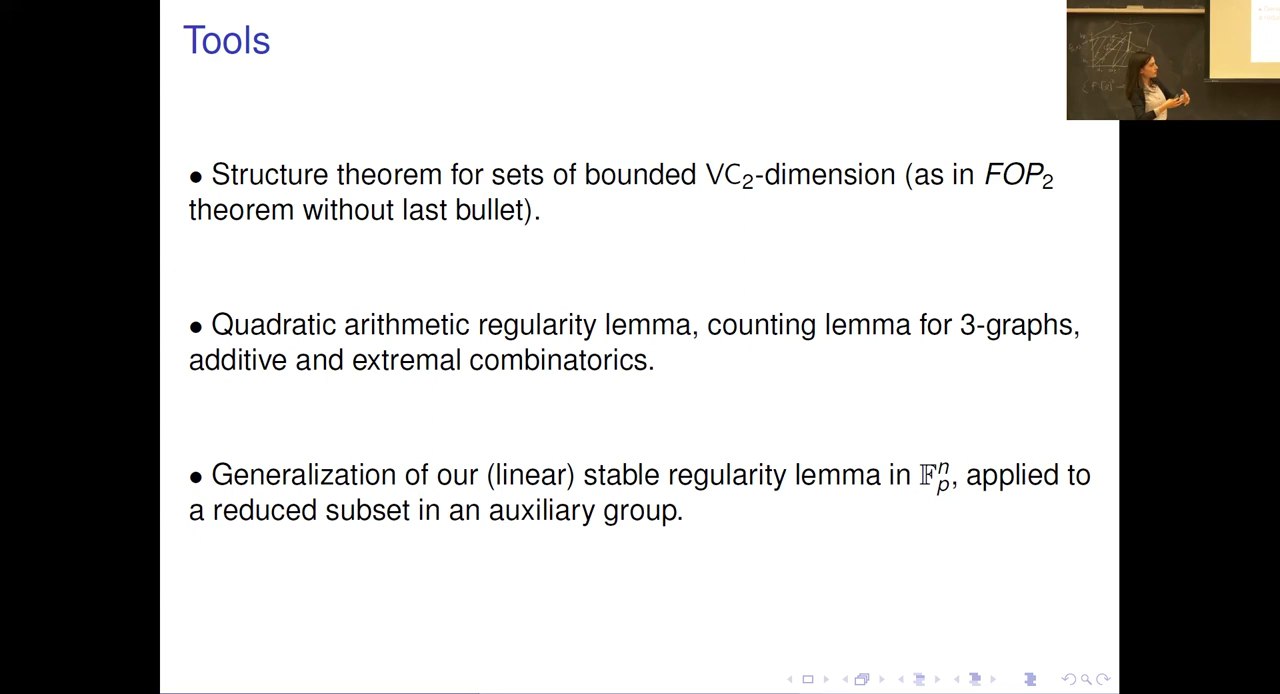 Tools
• Structure theorem for sets of bounded VC₂-dimension (as in FOP₂
theorem without last bullet).
• Quadratic arithmetic regularity lemma, counting lemma for 3-graphs,
additive and extremal combinatorics.
• Generalization of our (linear) stable regularity lemma in 𝔽ₚⁿ, applied to
a reduced subset in an auxiliary group.